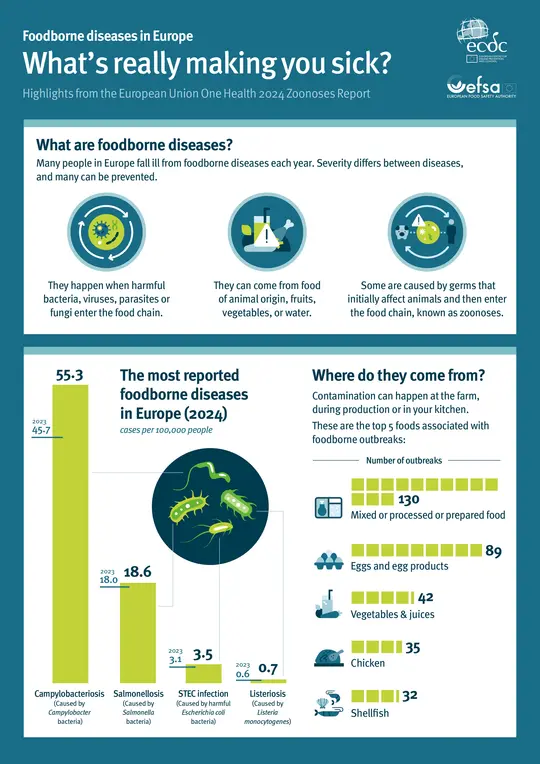 Foodborne diseases in Europe
What's really making you sick?
Highlights from the European Union One Health 2024 Zoonoses Report
ecdc
efsa
EUROPEAN FOOD SAFETY AUTHORITY
What are foodborne diseases?
Many people in Europe fall ill from foodborne diseases each year. Severity differs between diseases,
and many can be prevented.
They happen when harmful
bacteria, viruses, parasites or
fungi enter the food chain.
They can come from food
of animal origin, fruits,
vegetables, or water.
Some are caused by germs that
initially affect animals and then enter
the food chain, known as zoonoses.
The most reported
foodborne diseases
in Europe (2024)
cases per 100,000 people
55.3
2023
45.7
2023
18.0
18.6
2023
3.1
3.5
2023
0.6
0.7
Campylobacteriosis
(Caused by
Campylobacter
bacteria)
Salmonellosis
(Caused by
Salmonella
bacteria)
STEC infection
(Caused by harmful
Escherichia coli
bacteria)
Listeriosis
(Caused by
Listeria
monocytogenes)
Where do they come from?
Contamination can happen at the farm,
during production or in your kitchen.
These are the top 5 foods associated with
foodborne outbreaks:
Number of outbreaks
130
Mixed or processed or prepared food
89
Eggs and egg products
42
Vegetables & juices
35
Chicken
32
Shellfish